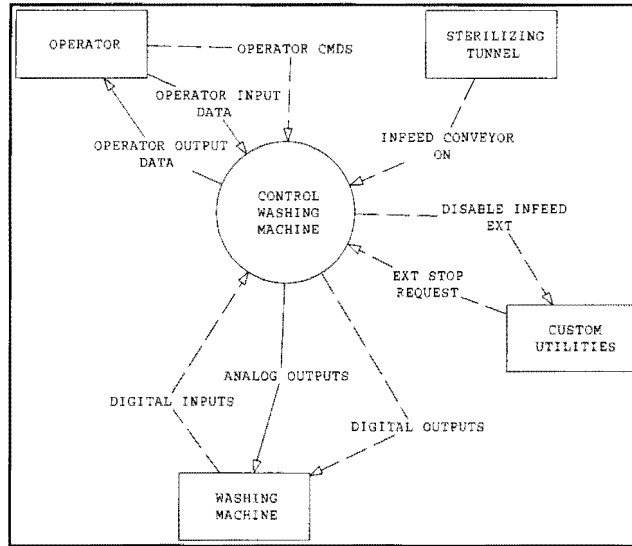 OPERATOR
OPERATOR CMDS
STERILIZING
TUNNEL
OPERATOR INPUT
DATA
OPERATOR OUTPUT
DATA
INFEED CONVEYOR
ON
CONTROL
WASHING
MACHINE
DISABLE INFEED
EXT
EXT STOP
REQUEST
CUSTOM
UTILITIES
ANALOG OUTPUTS
DIGITAL INPUTS
DIGITAL OUTPUTS
WASHING
MACHINE